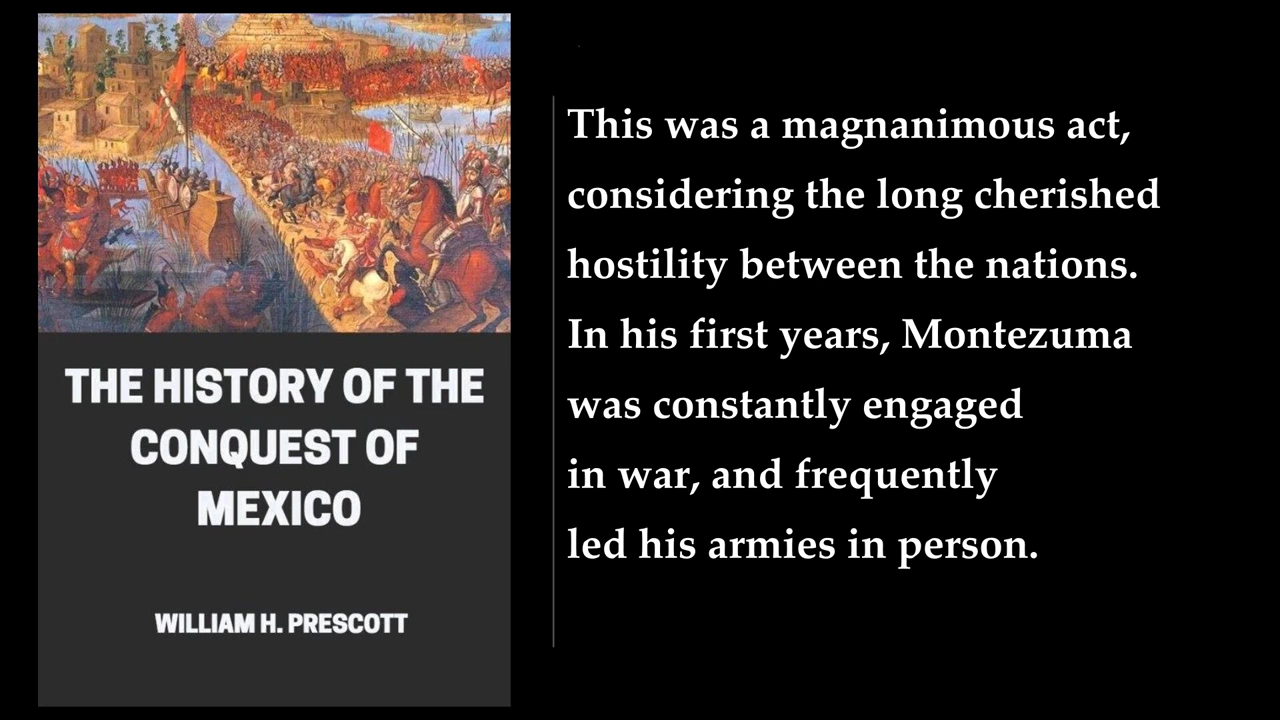 THE HISTORY OF THE
CONQUEST OF
MEXICO
WILLIAM H. PRESCOTT
This was a magnanimous act,
considering the long cherished
hostility between the nations.
In his first years, Montezuma
was constantly engaged
in war, and frequently
led his armies in person.